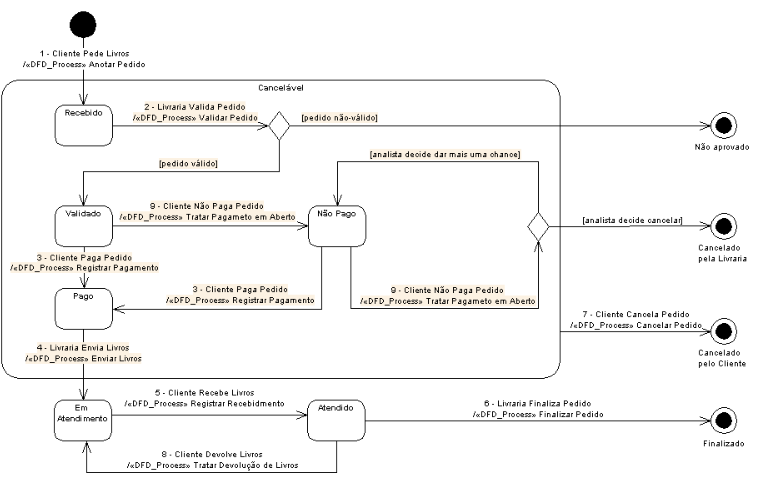 1 - Cliente Pede Livros
/«DFD_Process» Anotar Pedido
Cancelável
Recebido
2 - Livraria Valida Pedido
/«DFD_Process» Validar Pedido
[pedido não-válido]
Não aprovado
[pedido válido]
[analista decide dar mais uma chance]
Validado
9 - Cliente Não Paga Pedido
/«DFD_Process» Tratar Pagameto em Aberto
Não Pago
[analista decide cancelar]
Cancelado
pela Livraria
3 - Cliente Paga Pedido
/«DFD_Process» Registrar Pagamento
Pago
3 - Cliente Paga Pedido
/«DFD_Process» Registrar Pagamento
9 - Cliente Não Paga Pedido
/«DFD_Process» Tratar Pagameto em Aberto
7 - Cliente Cancela Pedido
/«DFD_Process» Cancelar Pedido
Cancelado
pelo Cliente
4 - Livraria Envia Livros
/«DFD_Process» Enviar Livros
Em
Atendimento
5 - Cliente Recebe Livros
/«DFD_Process» Registrar Recebidmento
Atendido
6 - Livraria Finaliza Pedido
/«DFD_Process» Finalizar Pedido
Finalizado
8 - Cliente Devolve Livros
/«DFD_Process» Tratar Devolução de Livros